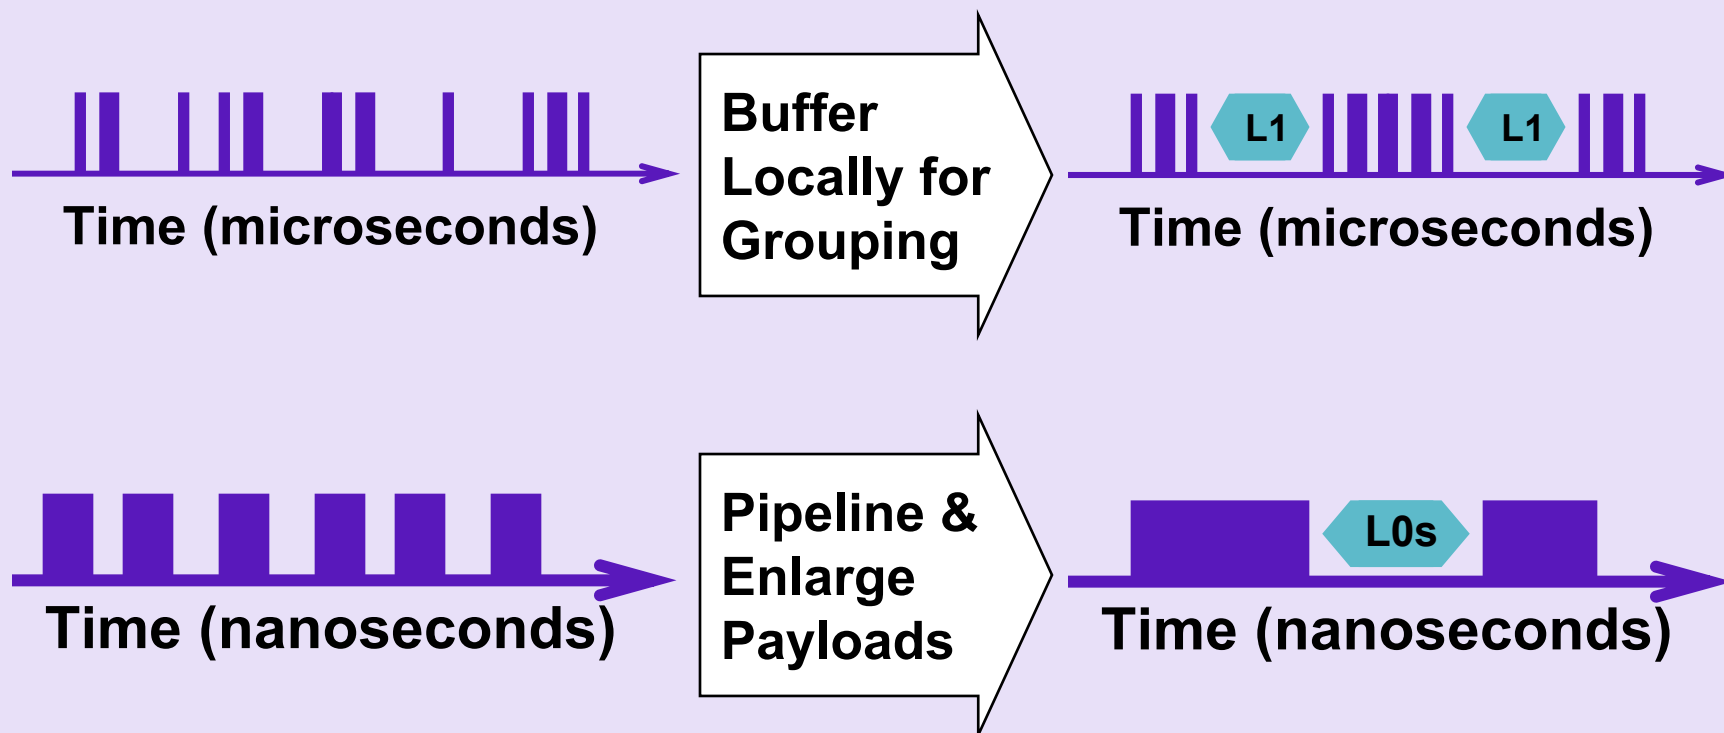 Buffer
Locally for
Grouping
L1
L1
Time (microseconds)
Time (microseconds)
Pipeline &
Enlarge
Payloads
L0s
Time (nanoseconds)
Time (nanoseconds)